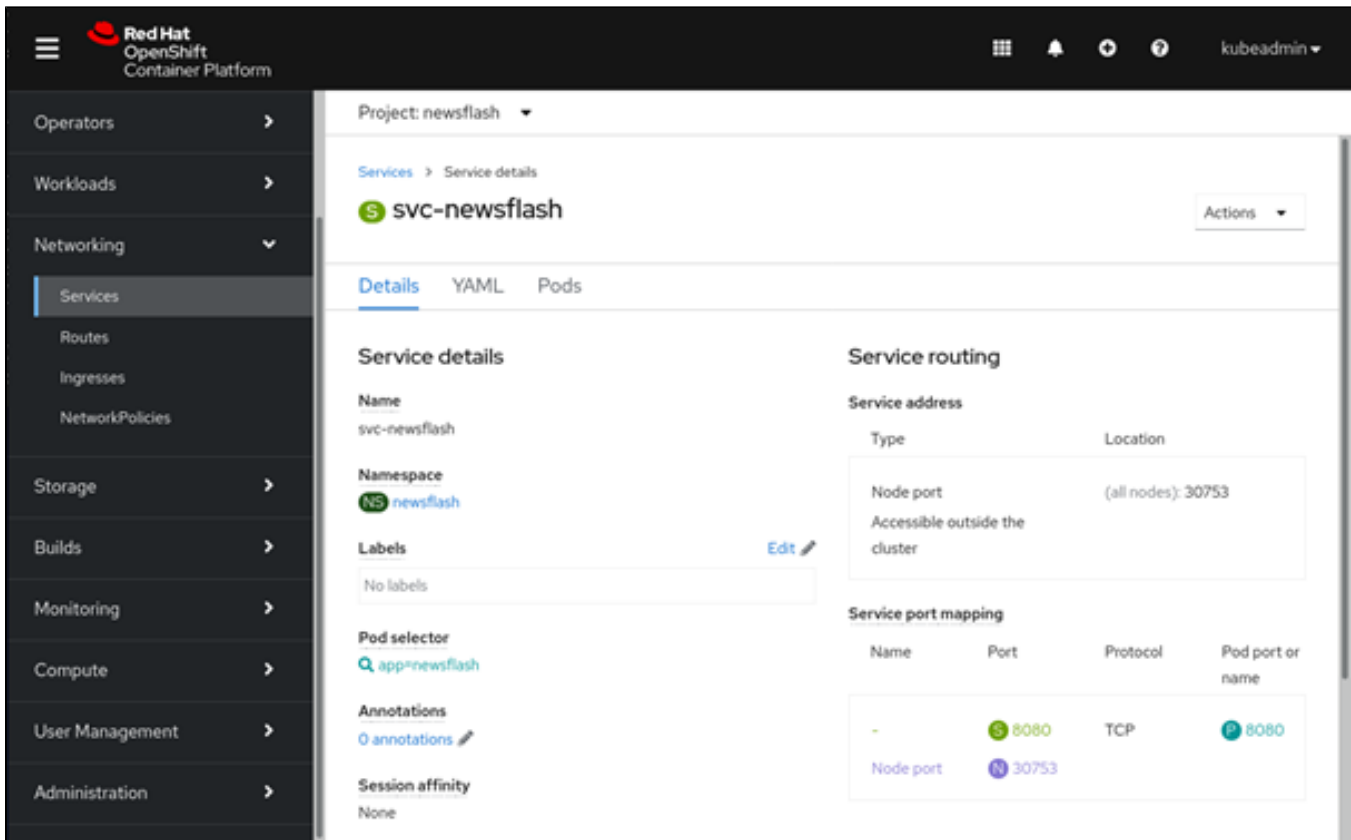 Red Hat
OpenShift
Container Platform
kubeadmin
Operators
Workloads
Networking
Services
Routes
Ingresses
NetworkPolicies
Storage
Builds
Monitoring
Compute
User Management
Administration
Project: newsflash
Services > Service details
S svc-newsflash
Actions
Details YAML Pods
Service details
Name
svc-newsflash
Namespace
NS newsflash
Labels Edit
No labels
Pod selector
app=newsflash
Annotations
0 annotations
Session affinity
None
Service routing
Service address
Type Location
Node port (all nodes): 30753
Accessible outside the
cluster
Service port mapping
Name Port Protocol Pod port or
name
- S 8080 TCP P 8080
Node port N 30753